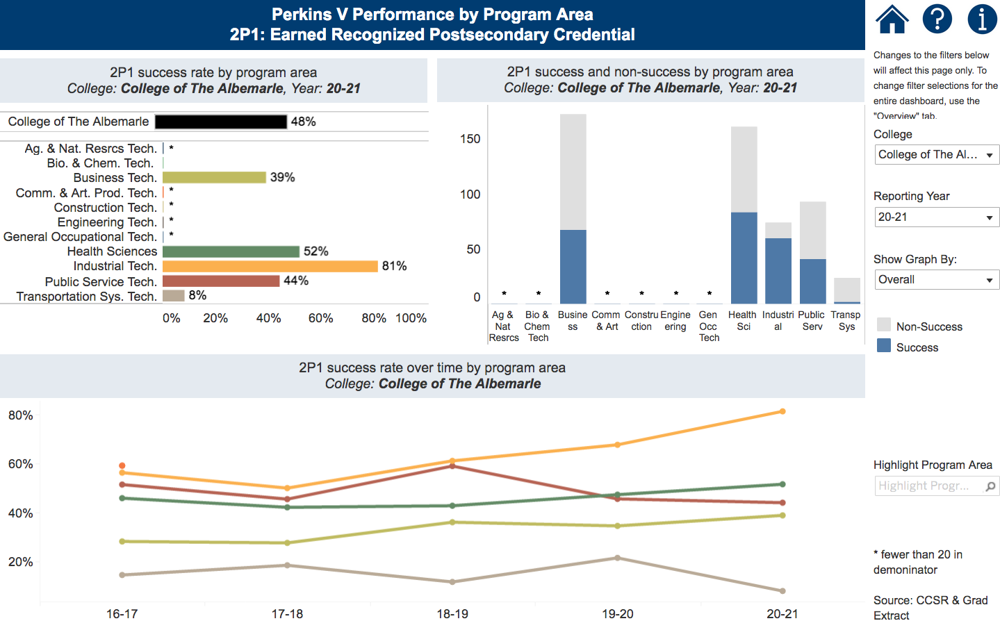 Perkins V Performance by Program Area
2P1: Earned Recognized Postsecondary Credential
Changes to the filters below
will affect this page only. To
change filter selections for the
entire dashboard, use the
"Overview" tab.
College
College of The Al...
Reporting Year
20-21
Show Graph By:
Overall
Non-Success
Success
Highlight Program Area
Highlight Progr...
* fewer than 20 in
demoninator
Source: CCSR & Grad
Extract
2P1 success rate by program area
College: College of The Albemarle, Year: 20-21
College of The Albemarle 48%
Ag. & Nat. Resrcs Tech. *
Bio. & Chem. Tech.
Business Tech. 39%
Comm. & Art. Prod. Tech. *
Construction Tech. *
Engineering Tech. *
General Occupational Tech. *
Health Sciences 52%
Industrial Tech. 81%
Public Service Tech. 44%
Transportation Sys. Tech. 8%
0% 20% 40% 60% 80% 100%
2P1 success and non-success by program area
College: College of The Albemarle, Year: 20-21
150
100
50
0
* * * * * * *
Ag & Bio & Busine Comm Constru Engine Gen Health Industri Public Transp
Nat Chem ss & Art ction ering Occ Sci al Serv Sys
Resrcs Tech Tech
2P1 success rate over time by program area
College: College of The Albemarle
80%
60%
40%
20%
16-17 17-18 18-19 19-20 20-21